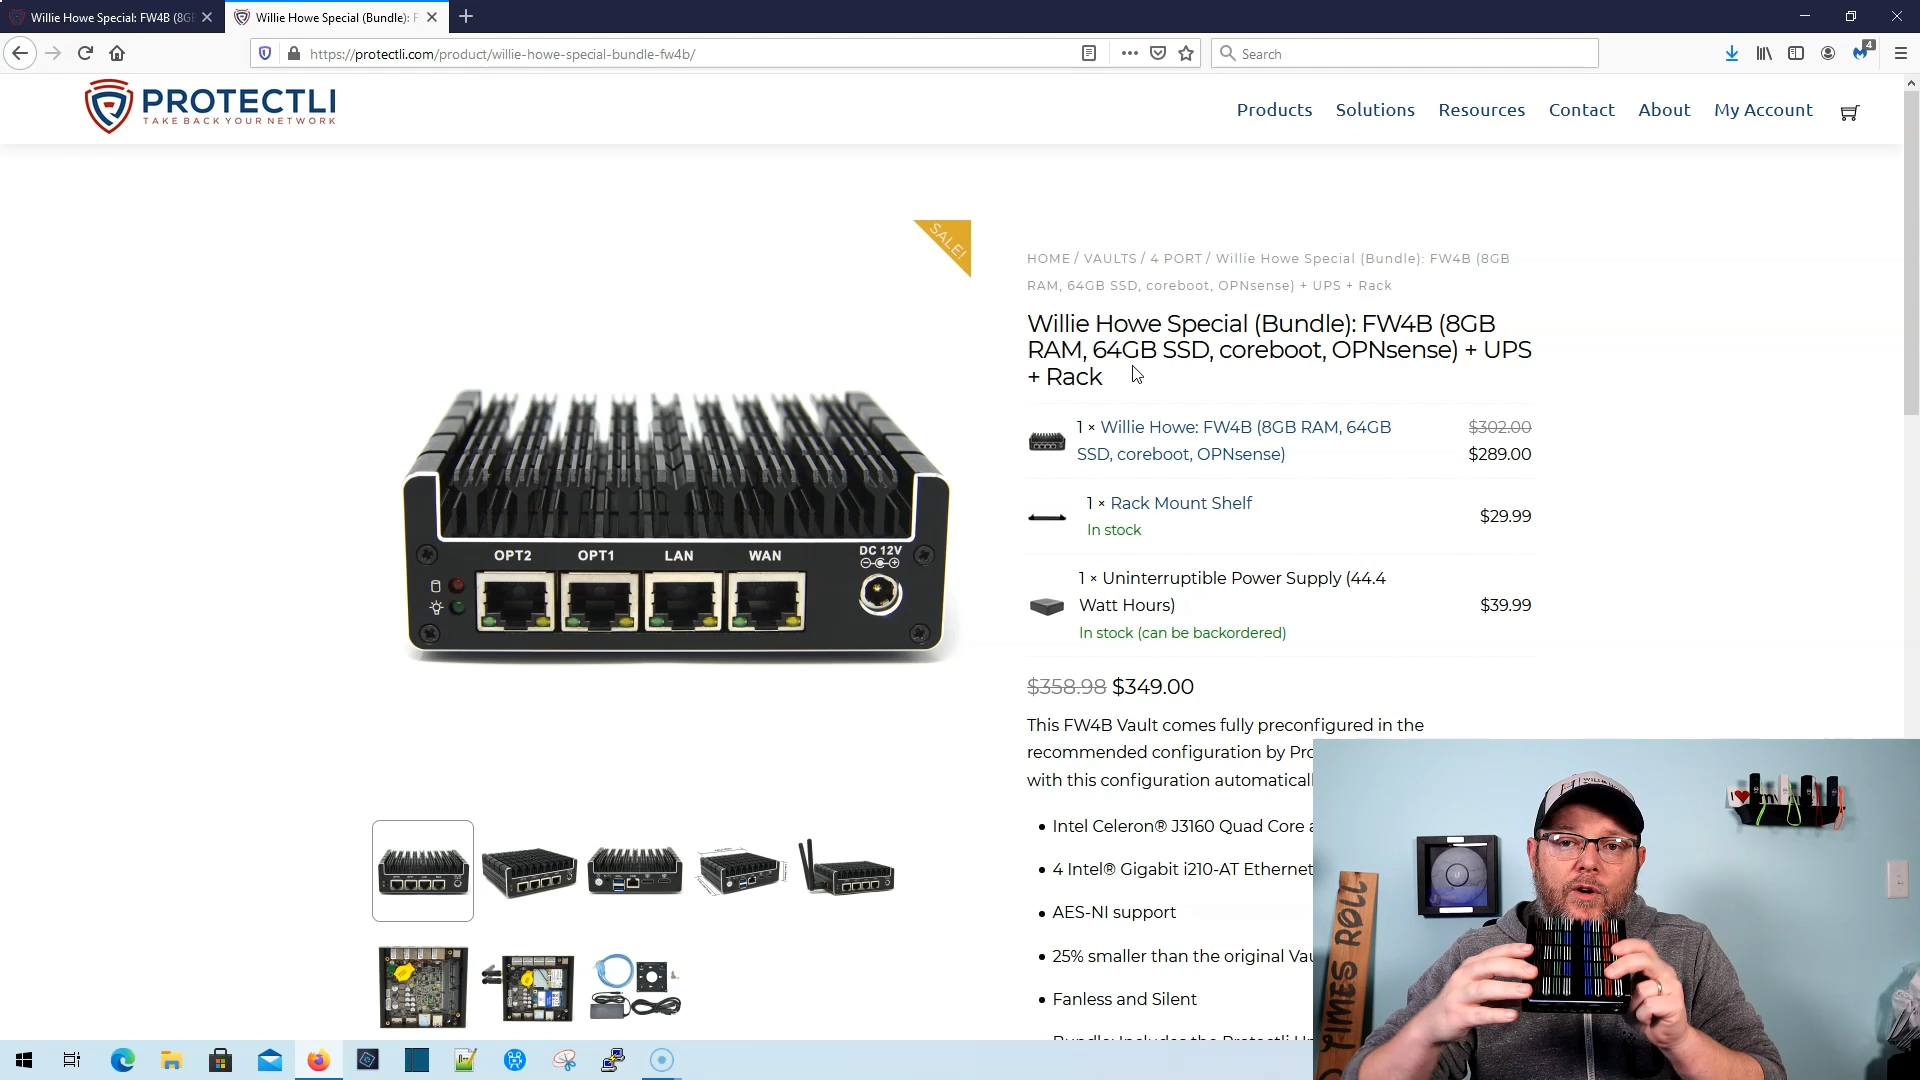 Willie Howe Special: FW4B (8GB
Willie Howe Special (Bundle): F
https://protectli.com/product/willie-howe-special-bundle-fw4b/
Search
4
PROTECTLI
TAKE BACK YOUR NETWORK
Products
Solutions
Resources
Contact
About
My Account
SALE!
HOME / VAULTS / 4 PORT / Willie Howe Special (Bundle): FW4B (8GB
RAM, 64GB SSD, coreboot, OPNsense) + UPS + Rack
Willie Howe Special (Bundle): FW4B (8GB
RAM, 64GB SSD, coreboot, OPNsense) + UPS
+ Rack
1 × Willie Howe: FW4B (8GB RAM, 64GB
SSD, coreboot, OPNsense)
$302.00
$289.00
1 × Rack Mount Shelf
In stock
$29.99
1 × Uninterruptible Power Supply (44.4
Watt Hours)
In stock (can be backordered)
$39.99
$358.98 $349.00
This FW4B Vault comes fully preconfigured in the
recommended configuration by Pro
with this configuration automaticall
• Intel Celeron® J3160 Quad Core a
• 4 Intel® Gigabit i210-AT Ethernet
• AES-NI support
• 25% smaller than the original Vau
• Fanless and Silent
OPT2
OPT1
LAN
WAN
DC 12V
TIMES ROLL
I